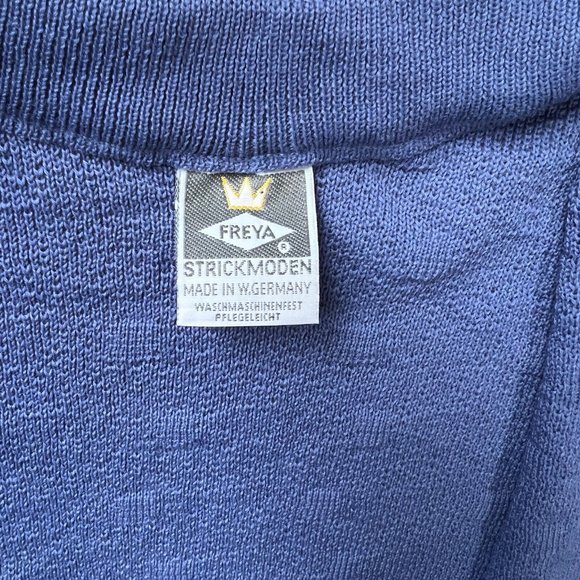 FREYA
®
STRICKMODEN
MADE IN W.GERMANY
WASCHMASCHINENFEST
PFLEGELEICHT